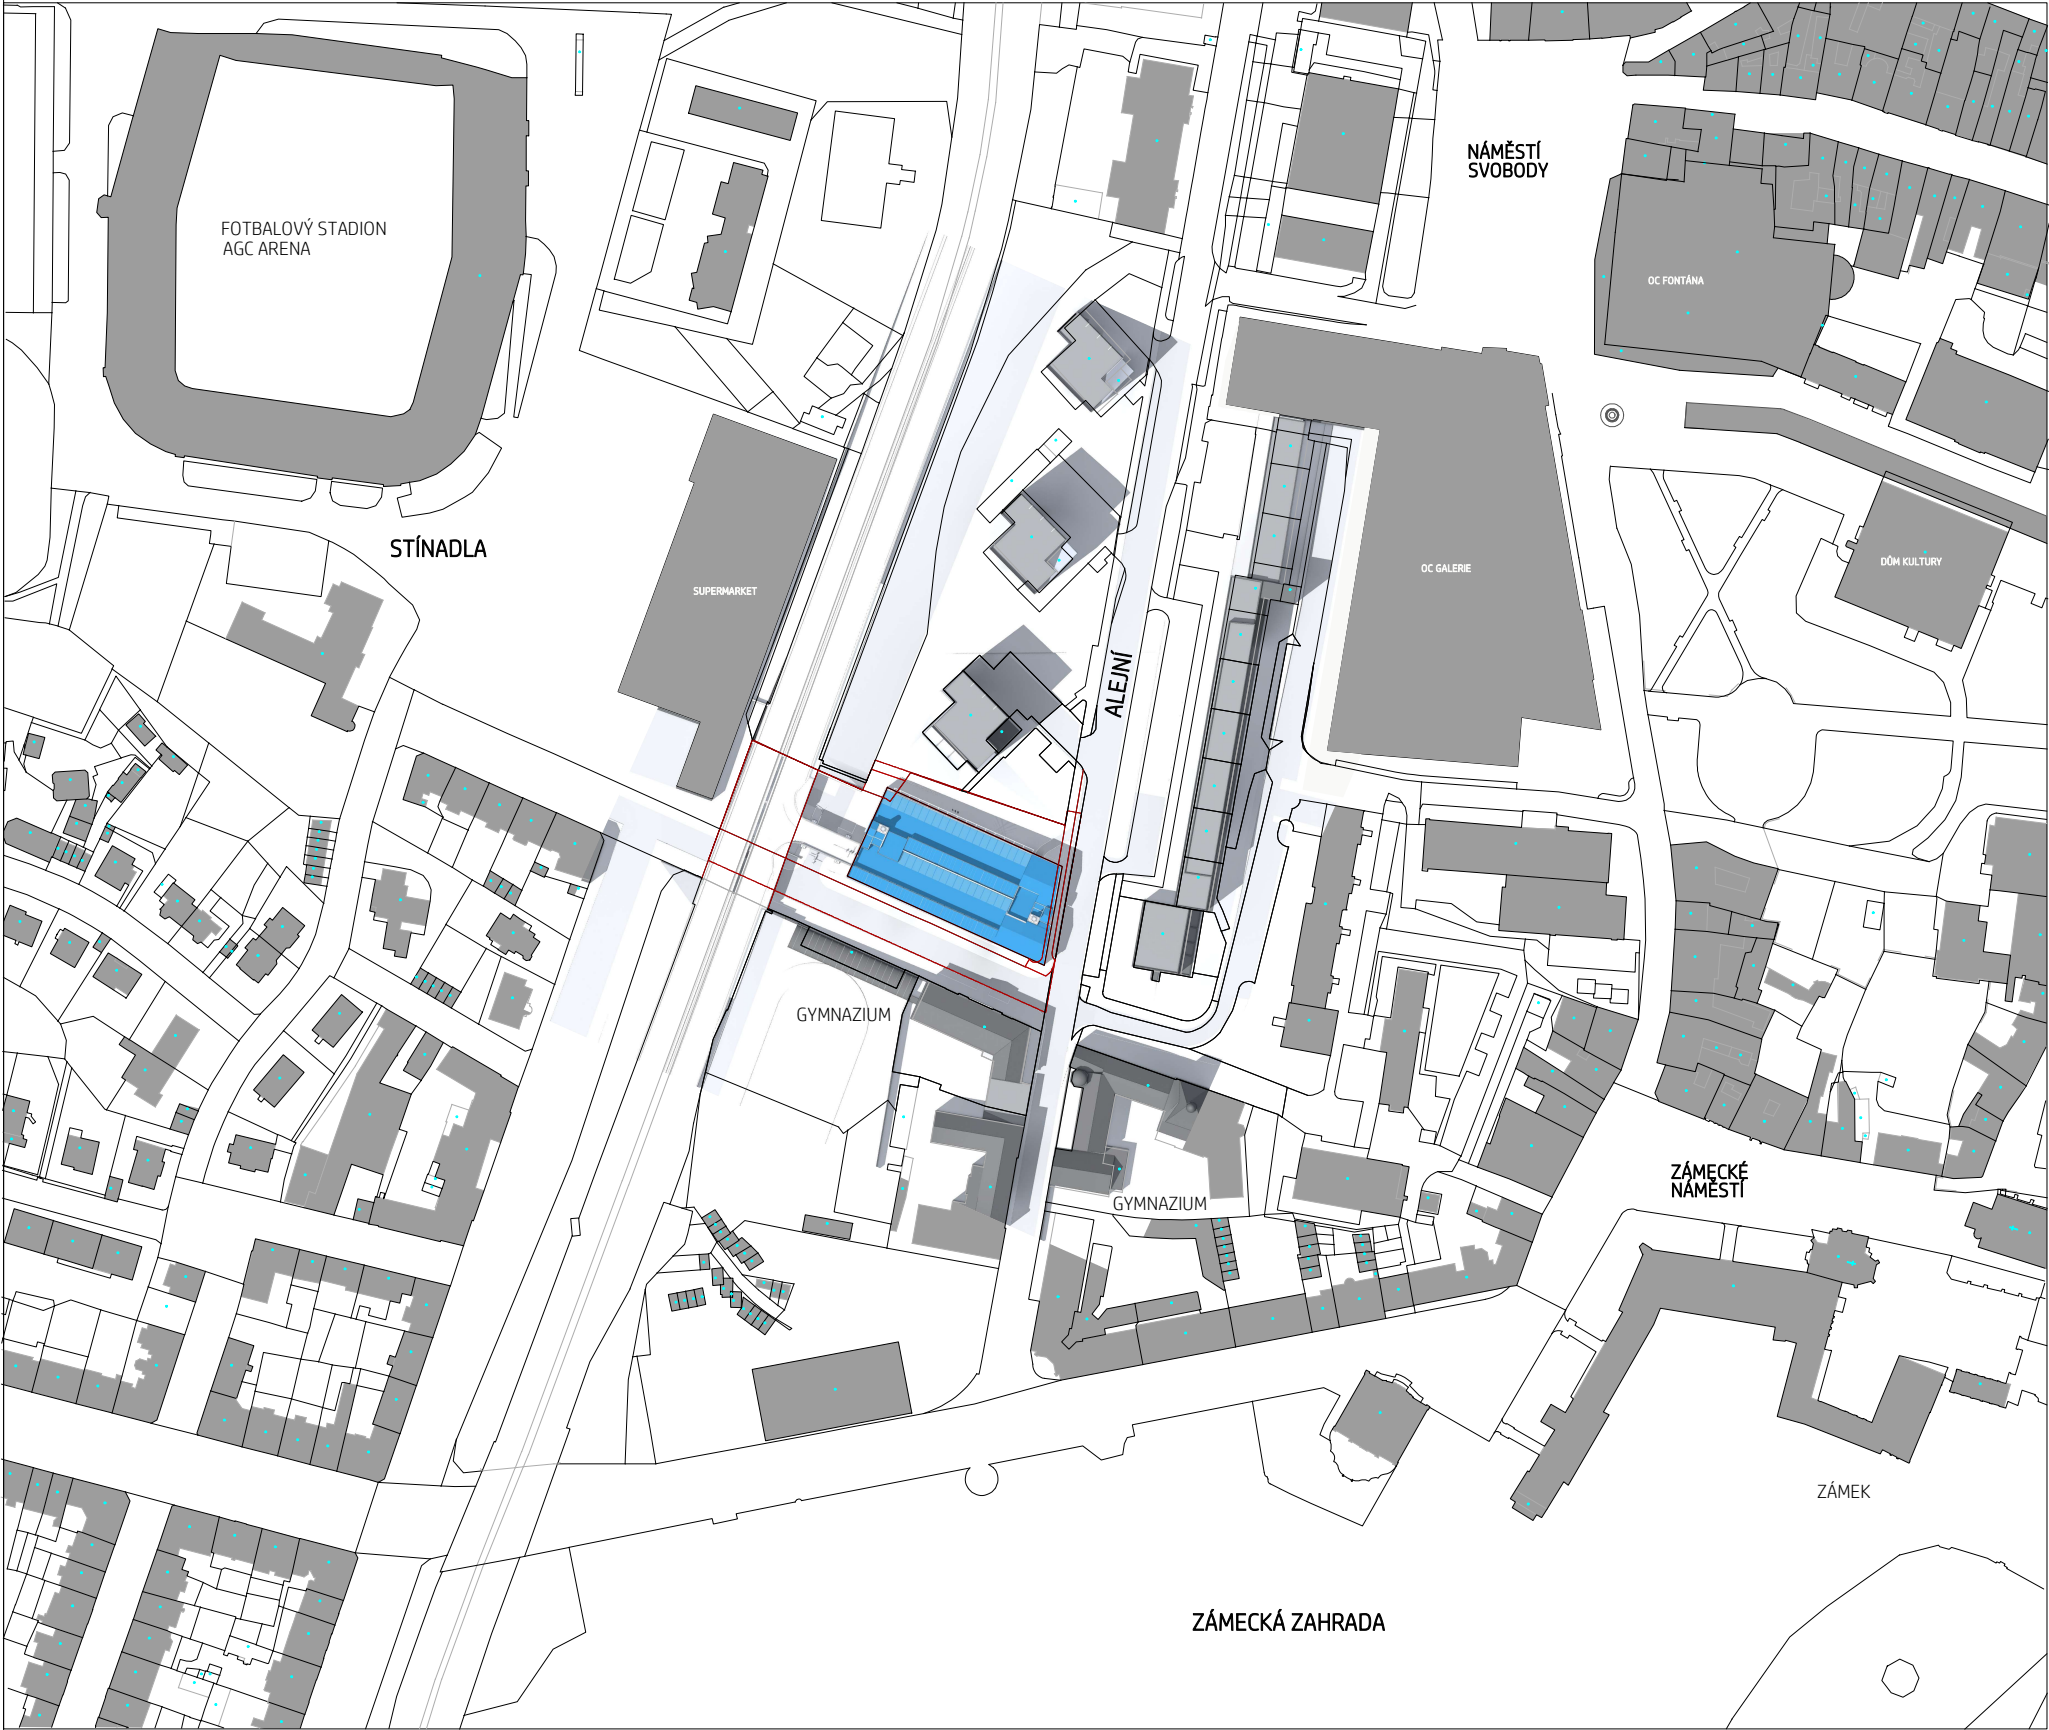 NÁMĚSTÍ
SVOBODY
FOTBALOVÝ STADION
AGC ARENA
OC FONTÁNA
STÍNADLA
SUPERMARKET
OC GALERIE
DŮM KULTURY
ALEJNÍ
GYMNAZIUM
GYMNAZIUM
ZÁMECKÉ
NÁMĚSTÍ
ZÁMEK
ZÁMECKÁ ZAHRADA